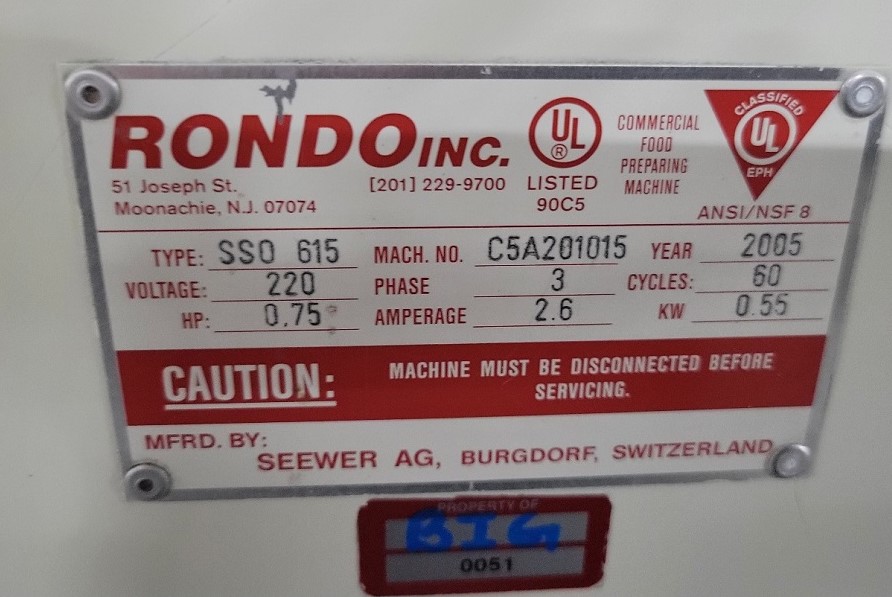 RONDO INC.
51 Joseph St. [201] 229-9700
Moonachie, N.J. 07074
UL ®
LISTED
90C5
COMMERCIAL
FOOD
PREPARING
MACHINE
CLASSIFIED
UL
EPH
ANSI/NSF 8
TYPE: SSO 615 MACH. NO. C5A201015 YEAR 2005
VOLTAGE: 220 PHASE 3 CYCLES: 60
HP: 0.75 AMPERAGE 2.6 KW 0.55
CAUTION: MACHINE MUST BE DISCONNECTED BEFORE
SERVICING.
MFRD. BY:
SEEWER AG, BURGDORF, SWITZERLAND
PROPERTY OF
BIG
0051